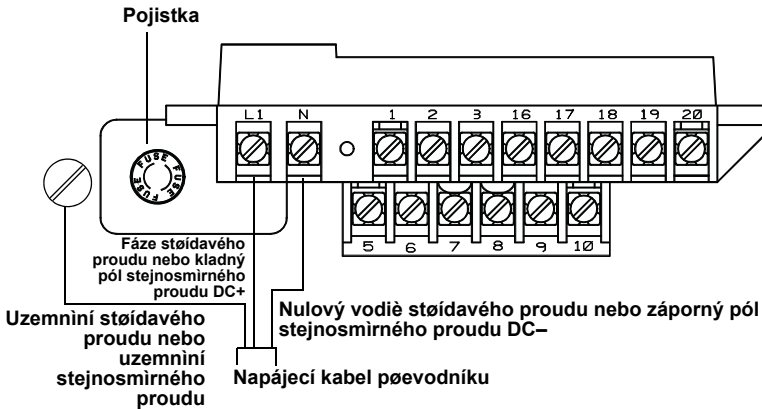 Pojistka
L1 N 1 2 3 16 17 18 19 20
FUSE FUSE FUSE
5 6 7 8 9 10
Fáze støídavého
proudu nebo kladný
pól stejnosmìrného
proudu DC+
Nulový vodiè støídavého proudu nebo záporný pól
stejnosmìrného proudu DC–
Uzemnìní støídavého
proudu nebo
uzemnìní
stejnosmìrného
proudu
Napájecí kabel pøevodníku